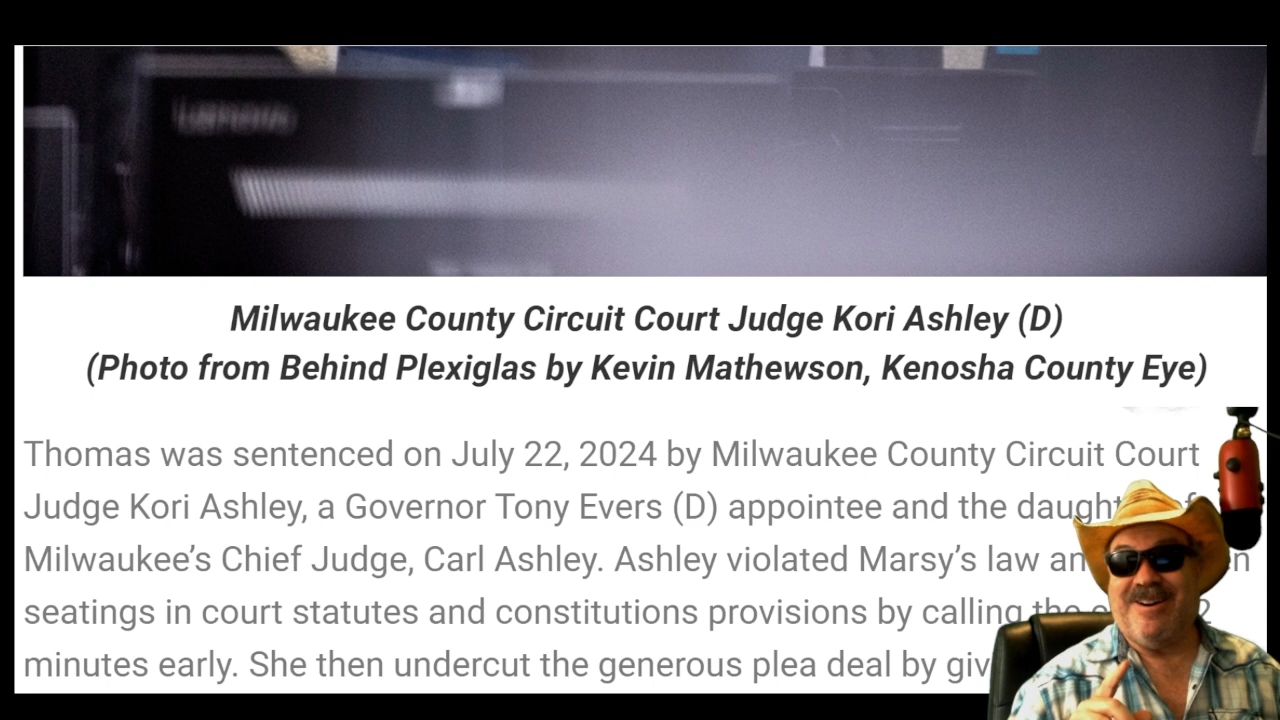 Lenovo
Milwaukee County Circuit Court Judge Kori Ashley (D)
(Photo from Behind Plexiglas by Kevin Mathewson, Kenosha County Eye)
Thomas was sentenced on July 22, 2024 by Milwaukee County Circuit Court
Judge Kori Ashley, a Governor Tony Evers (D) appointee and the
Milwaukee's Chief Judge, Carl Ashley. Ashley violated Marsy's law
seatings in court statutes and constitutions provisions by calling the
minutes early. She then undercut the generous plea deal by